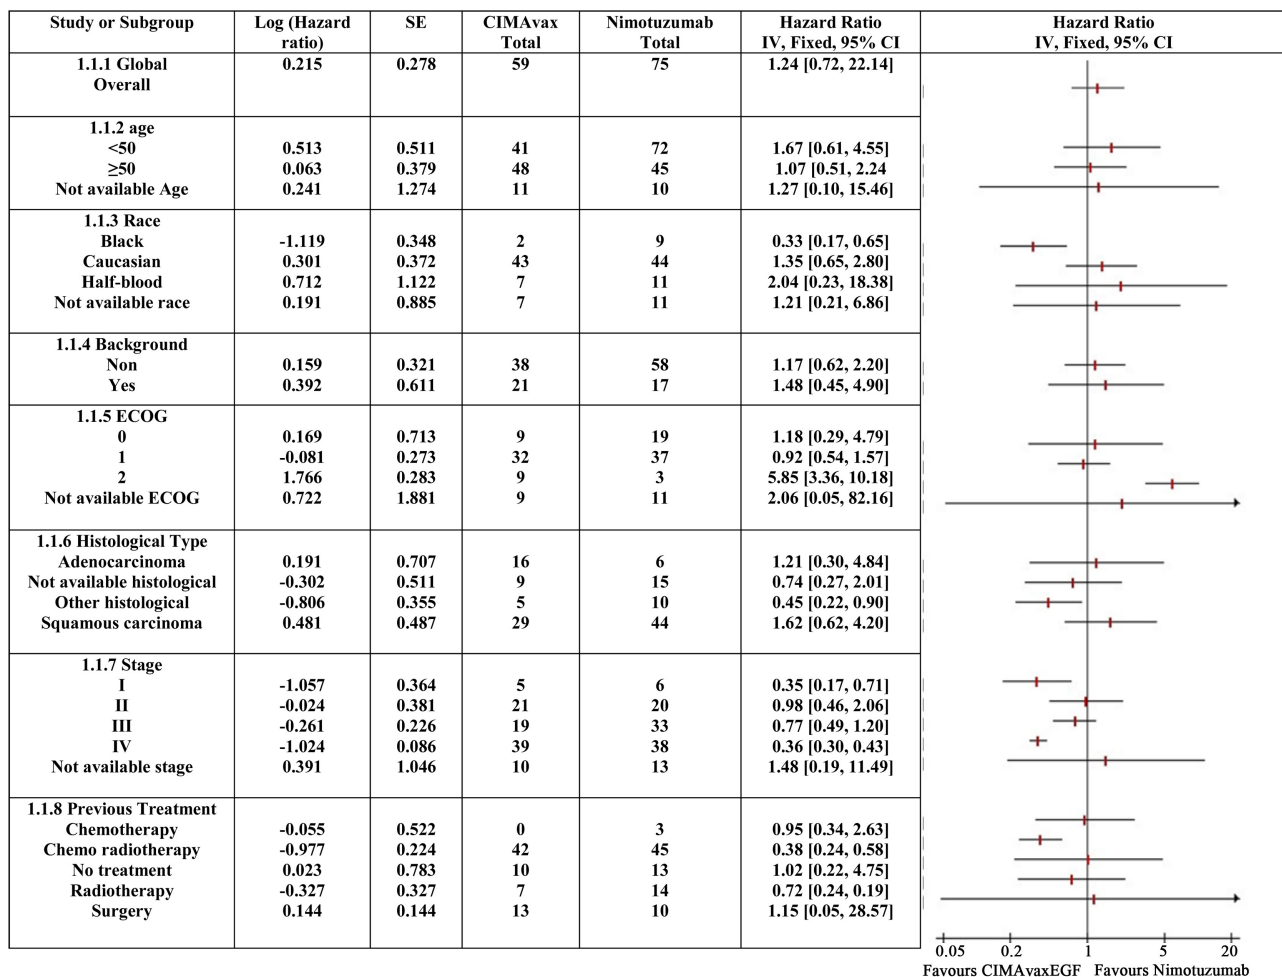 Study or Subgroup Log (Hazard ratio) SE CIMAvax Total Nimotuzumab Total Hazard Ratio IV, Fixed, 95% CI Hazard Ratio IV, Fixed, 95% CI
1.1.1 Global 0.215 0.278 59 75 1.24 [0.72, 22.14]
Overall
1.1.2 age
<50 0.513 0.511 41 72 1.67 [0.61, 4.55]
≥50 0.063 0.379 48 45 1.07 [0.51, 2.24
Not available Age 0.241 1.274 11 10 1.27 [0.10, 15.46]
1.1.3 Race
Black -1.119 0.348 2 9 0.33 [0.17, 0.65]
Caucasian 0.301 0.372 43 44 1.35 [0.65, 2.80]
Half-blood 0.712 1.122 7 11 2.04 [0.23, 18.38]
Not available race 0.191 0.885 7 11 1.21 [0.21, 6.86]
1.1.4 Background
Non 0.159 0.321 38 58 1.17 [0.62, 2.20]
Yes 0.392 0.611 21 17 1.48 [0.45, 4.90]
1.1.5 ECOG
0 0.169 0.713 9 19 1.18 [0.29, 4.79]
1 -0.081 0.273 32 37 0.92 [0.54, 1.57]
2 1.766 0.283 9 3 5.85 [3.36, 10.18]
Not available ECOG 0.722 1.881 9 11 2.06 [0.05, 82.16]
1.1.6 Histological Type
Adenocarcinoma 0.191 0.707 16 6 1.21 [0.30, 4.84]
Not available histological -0.302 0.511 9 15 0.74 [0.27, 2.01]
Other histological -0.806 0.355 5 10 0.45 [0.22, 0.90]
Squamous carcinoma 0.481 0.487 29 44 1.62 [0.62, 4.20]
1.1.7 Stage
I -1.057 0.364 5 6 0.35 [0.17, 0.71]
II -0.024 0.381 21 20 0.98 [0.46, 2.06]
III -0.261 0.226 19 33 0.77 [0.49, 1.20]
IV -1.024 0.086 39 38 0.36 [0.30, 0.43]
Not available stage 0.391 1.046 10 13 1.48 [0.19, 11.49]
1.1.8 Previous Treatment
Chemotherapy -0.055 0.522 0 3 0.95 [0.34, 2.63]
Chemo radiotherapy -0.977 0.224 42 45 0.38 [0.24, 0.58]
No treatment 0.023 0.783 10 13 1.02 [0.22, 4.75]
Radiotherapy -0.327 0.327 7 14 0.72 [0.24, 0.19]
Surgery 0.144 0.144 13 10 1.15 [0.05, 28.57]
0.05 0.2 1 5 20
Favours CIMAvaxEGF Favours Nimotuzumab